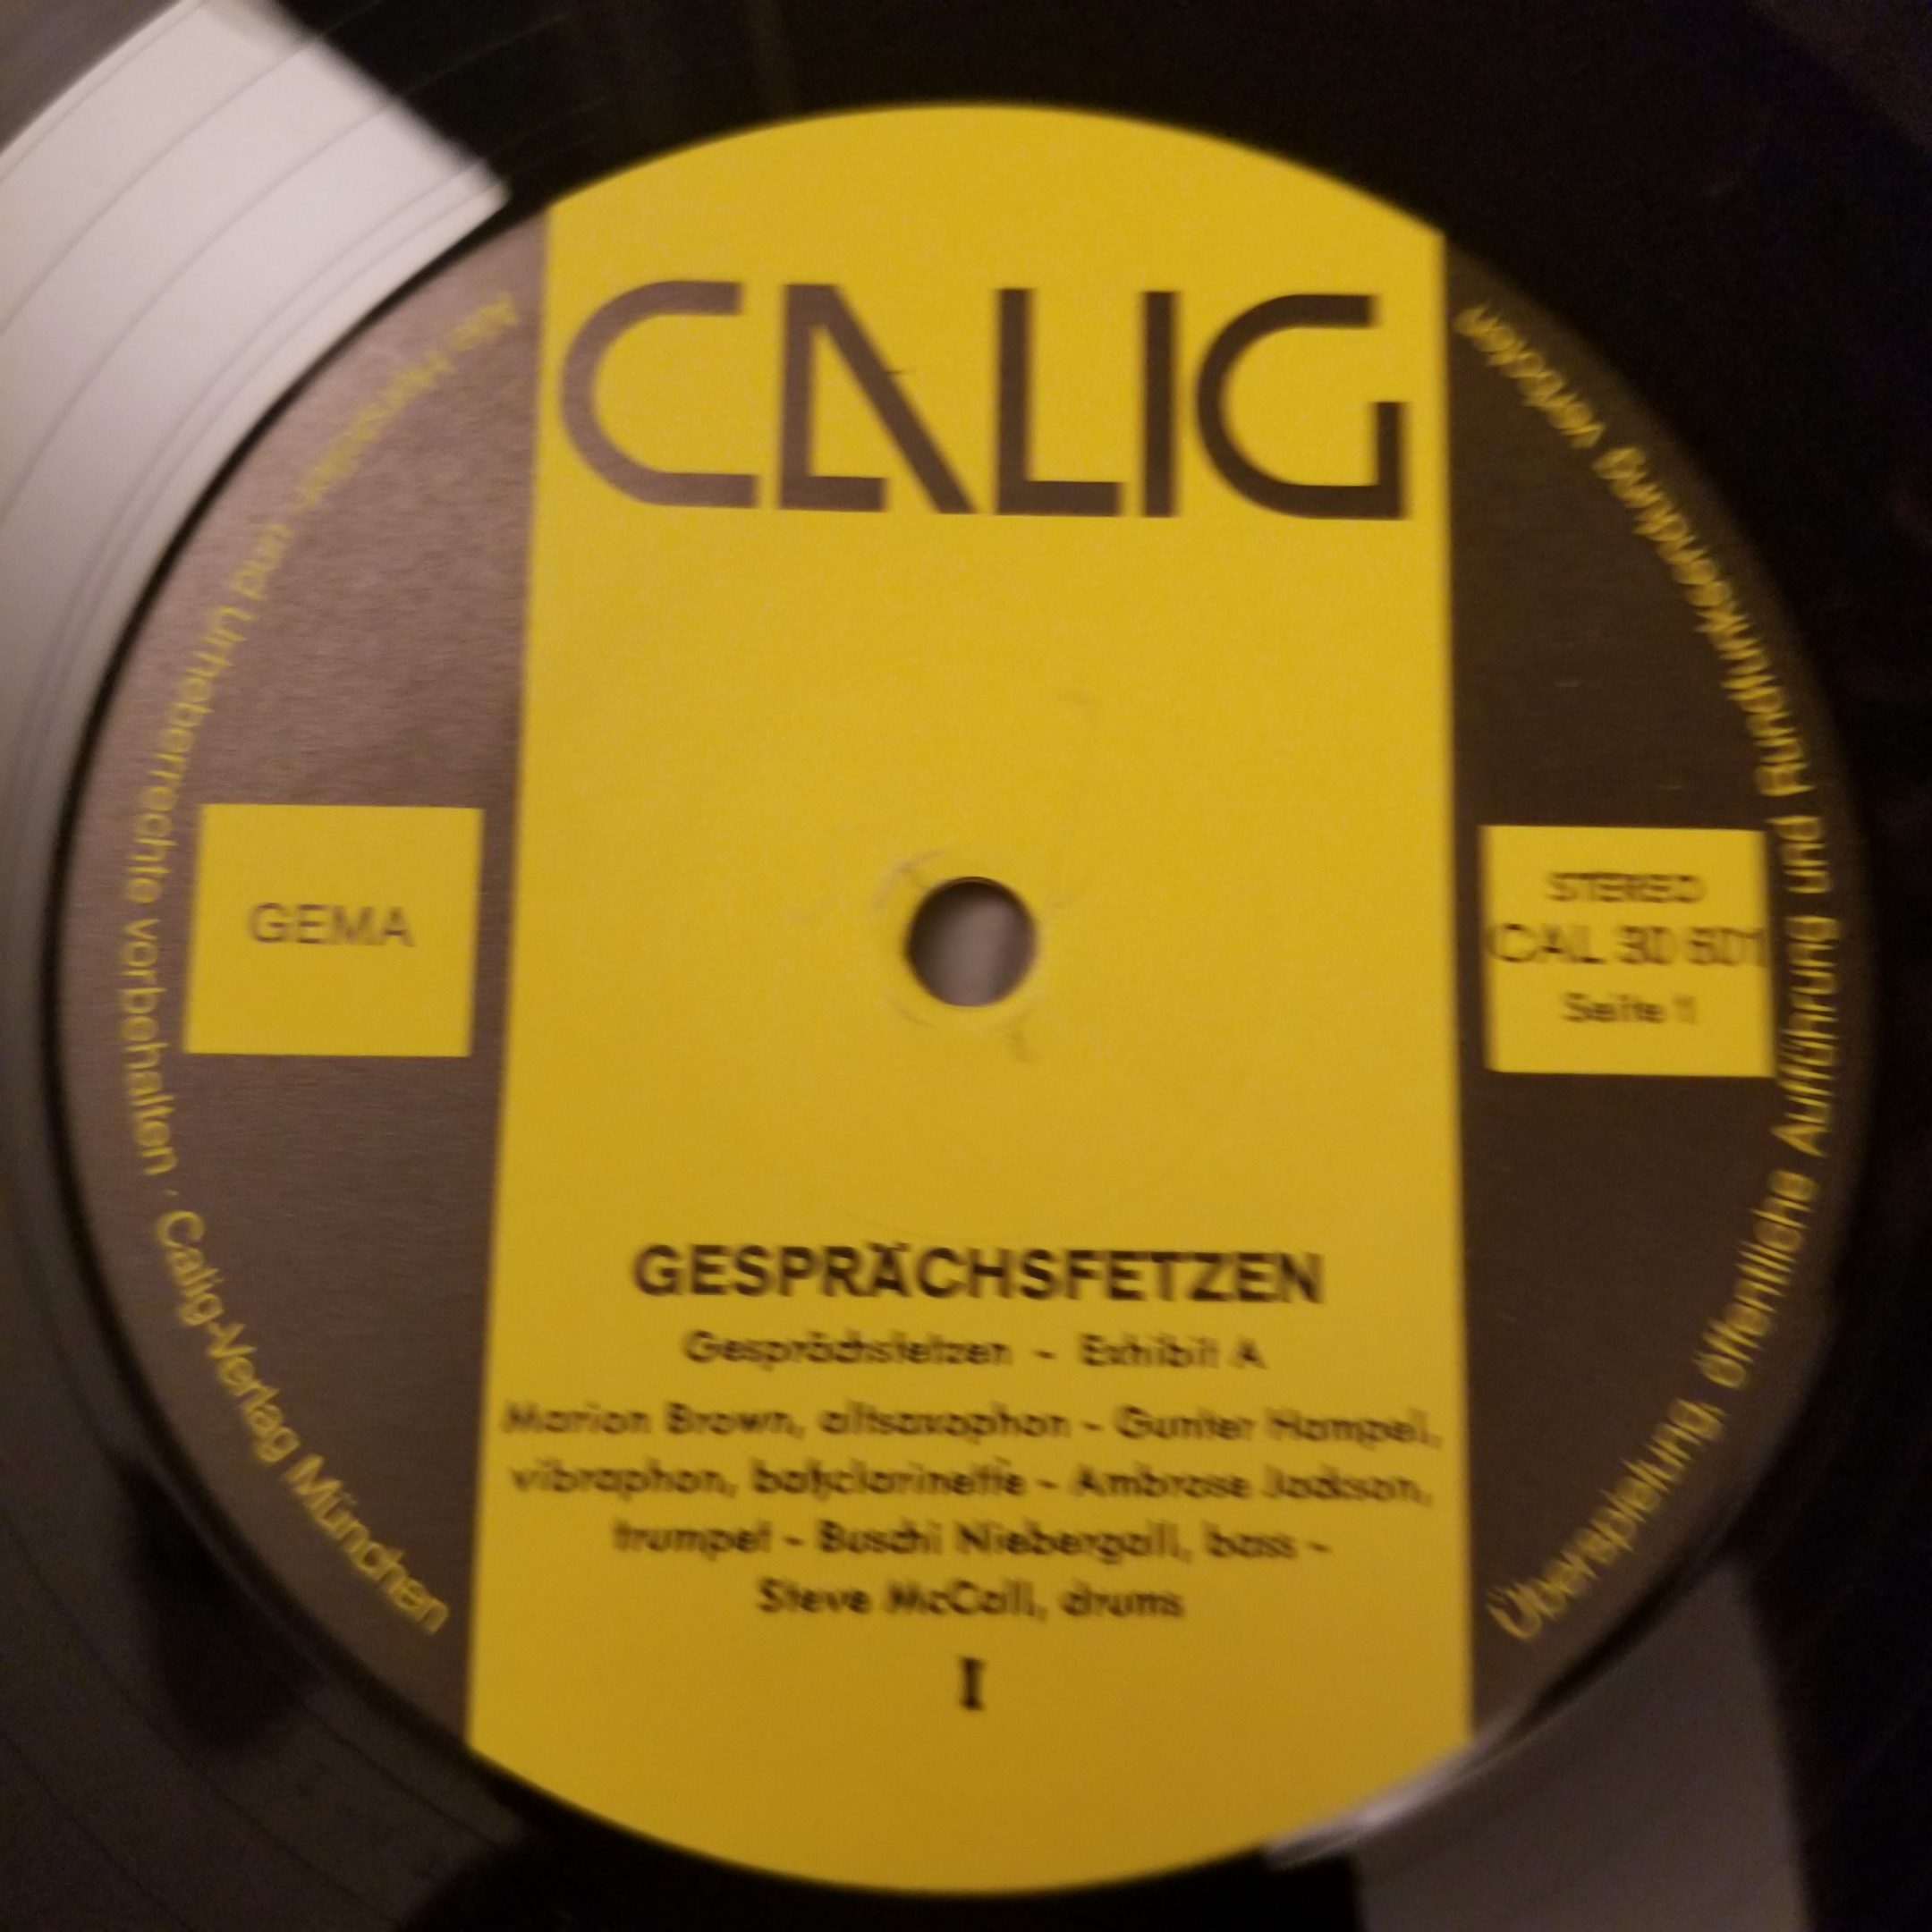 CALIG
GEMA
STEREO
CAL 30 601
Seite 1
GESPRÄCHSFETZEN
Gesprächsfetzen - Exhibit A
Marion Brown, altsaxophon - Gunter Hampel,
vibraphon, baßclarinette - Ambrose Jackson,
trumpet - Buschi Niebergall, bass -
Steve McCall, drums
I
Alle Hersteller- und Urheberrechte vorbehalten · Calig-Verlag München
Überspielung, öffentliche Aufführung und Rundfunksendung verboten